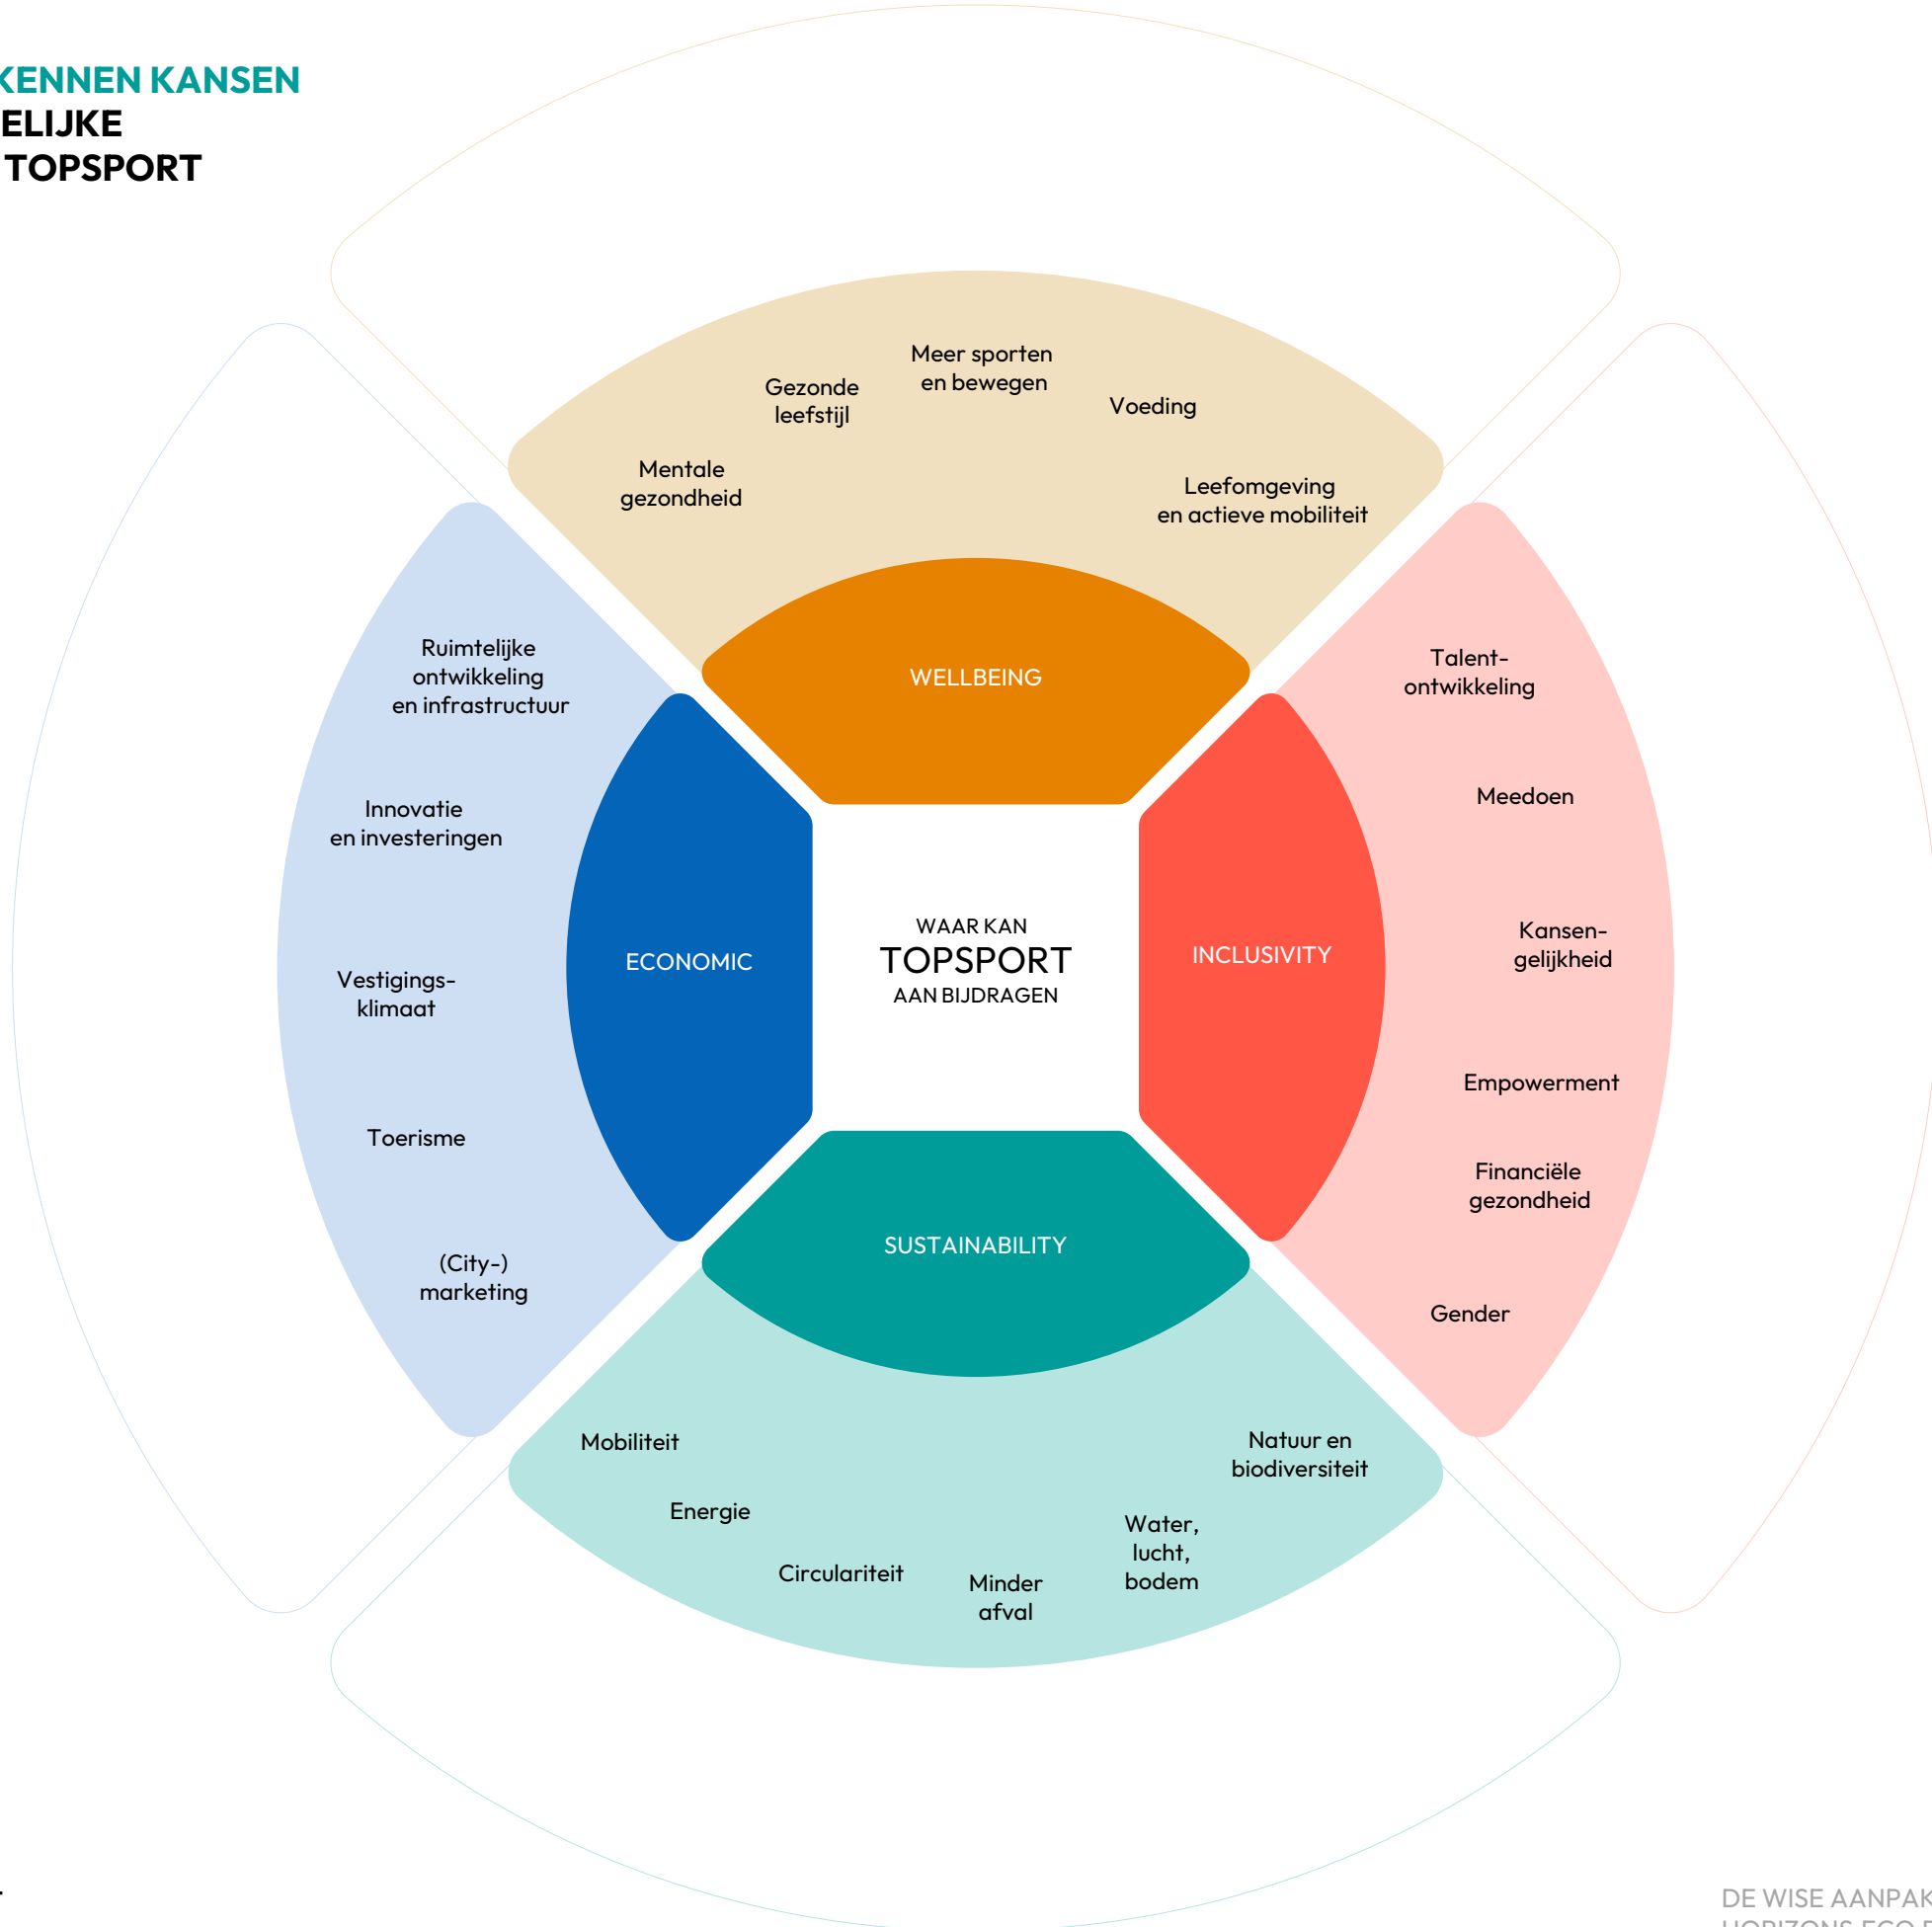 KENNEN KANSEN
ELIJKE
TOPSPORT
Meer sporten
en bewegen
Gezonde
leefstijl
Voeding
Mentale
gezondheid
Leefomgeving
en actieve mobiliteit
WELLBEING
Ruimtelijke
ontwikkeling
en infrastructuur
Innovatie
en investeringen
Vestigings-
klimaat
Toerisme
(City-)
marketing
ECONOMIC
WAAR KAN
TOPSPORT
AAN BIJDRAGEN
INCLUSIVITY
Talent-
ontwikkeling
Meedoen
Kansen-
gelijkheid
Empowerment
Financiële
gezondheid
Gender
SUSTAINABILITY
Mobiliteit
Energie
Circulariteit
Minder
afval
Water,
lucht,
bodem
Natuur en
biodiversiteit
DE WISE AANPAK